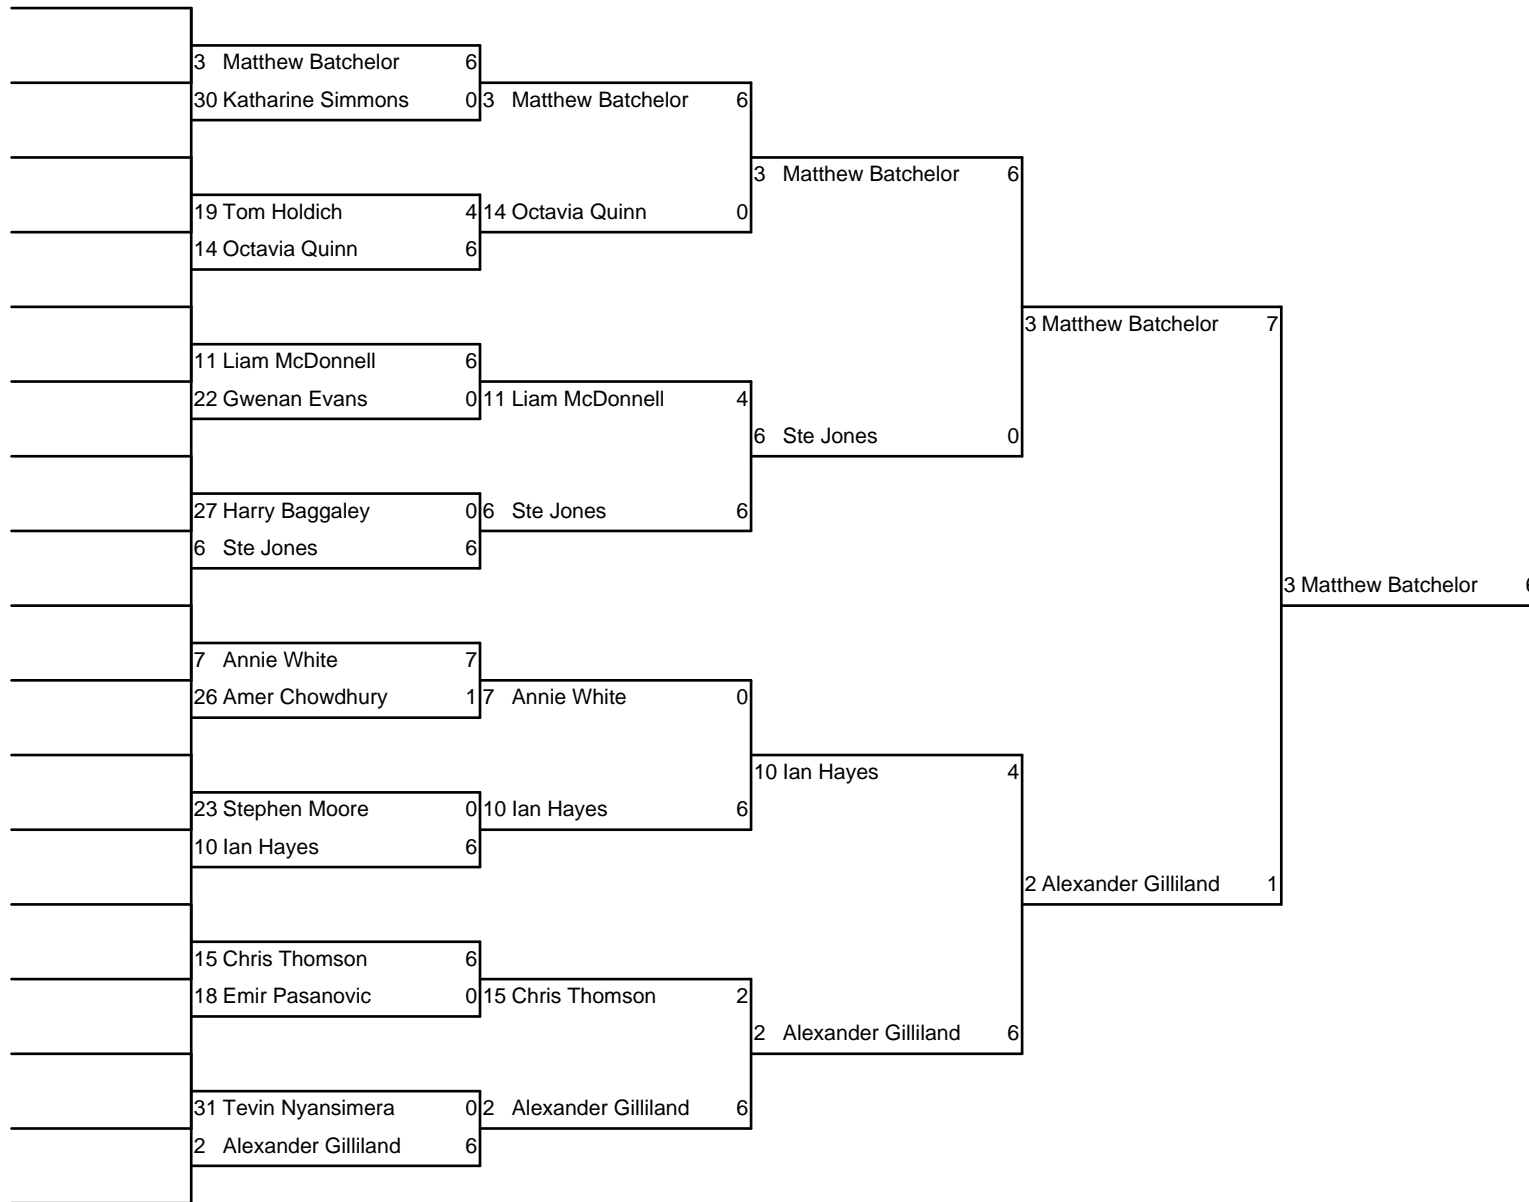 3 Matthew Batchelor 6
30 Katharine Simmons 0
3 Matthew Batchelor 6
3 Matthew Batchelor 6
19 Tom Holdich 4
14 Octavia Quinn 0
14 Octavia Quinn 6
3 Matthew Batchelor 7
11 Liam McDonnell 6
22 Gwenan Evans 0
11 Liam McDonnell 4
6 Ste Jones 0
27 Harry Baggaley 0
6 Ste Jones 6
6 Ste Jones 6
3 Matthew Batchelor 6
7 Annie White 7
26 Amer Chowdhury 1
7 Annie White 0
10 Ian Hayes 4
23 Stephen Moore 0
10 Ian Hayes 6
10 Ian Hayes 6
2 Alexander Gilliland 1
15 Chris Thomson 6
18 Emir Pasanovic 0
15 Chris Thomson 2
2 Alexander Gilliland 6
31 Tevin Nyansimera 0
2 Alexander Gilliland 6
2 Alexander Gilliland 6